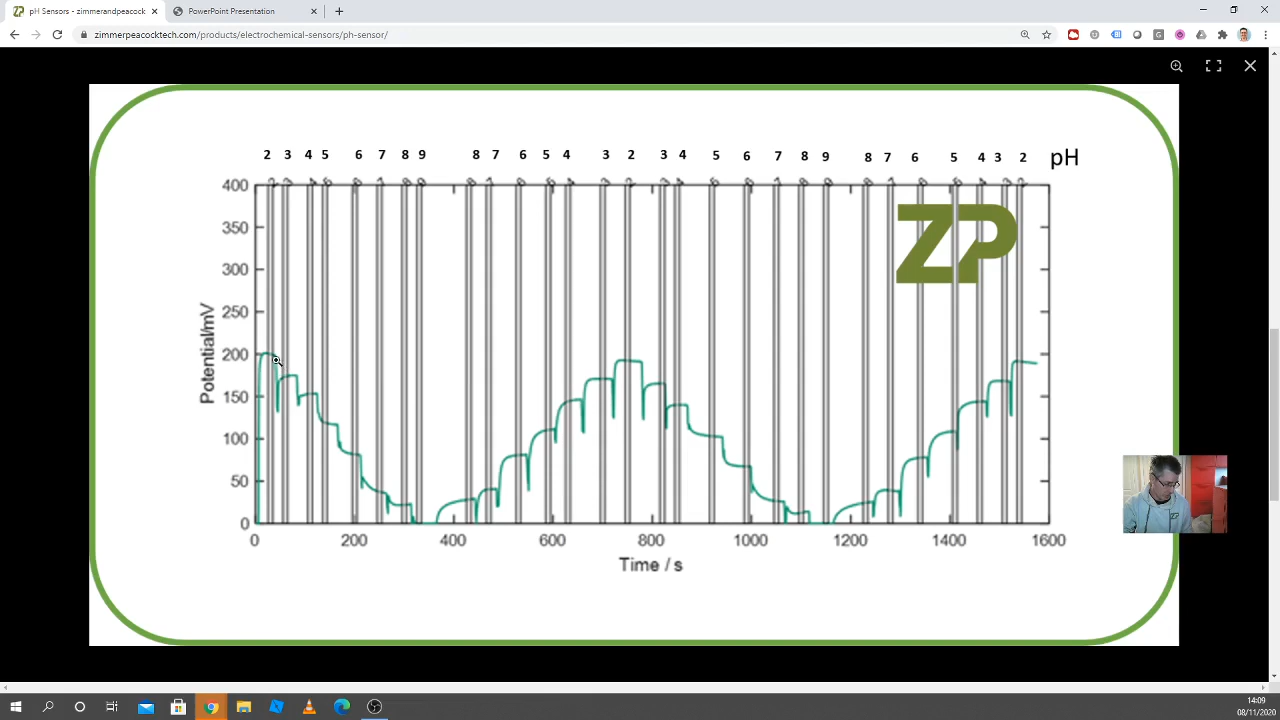 pH Sensors - zimmerandpeacock
PowerPoint Presentation
zimmerpeacocktech.com/products/electrochemical-sensors/ph-sensor/
2 3 4 5 6 7 8 9 8 7 6 5 4 3 2 3 4 5 6 7 8 9 8 7 6 5 4 3 2 pH
400
350
300
250
200
150
100
50
0
Potential/mV
ZP
0 200 400 600 800 1000 1200 1400 1600
Time / s
14:09
08/11/2020